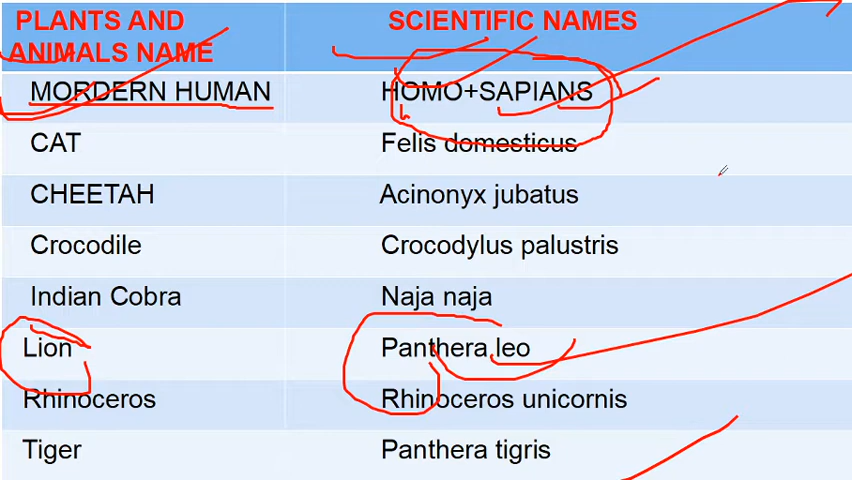 PLANTS AND ANIMALS NAME SCIENTIFIC NAMES
MORDERN HUMAN HOMO+SAPIANS
CAT Felis domesticus
CHEETAH Acinonyx jubatus
Crocodile Crocodylus palustris
Indian Cobra Naja naja
Lion Panthera leo
Rhinoceros Rhinoceros unicornis
Tiger Panthera tigris